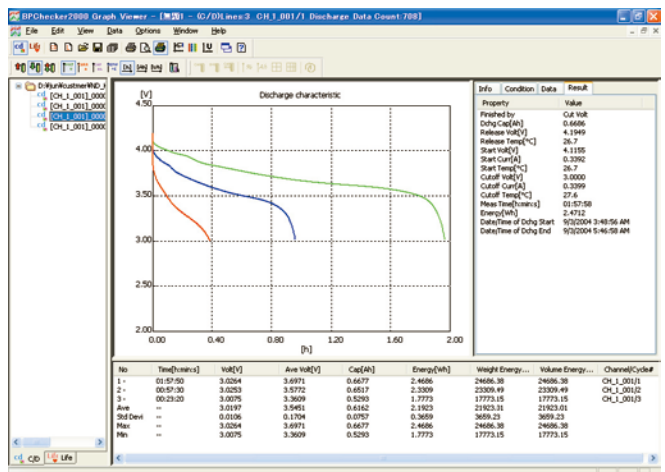 BPChecker2000 Graph Viewer - [無題1 - (C/D)Lines:3 CH_1_001/1 Discharge Data Count:708]
File Edit View Data Options Window Help
D:¥jun¥custmer¥ND_
[CH_1_001]_0000
[CH_1_001]_0000
[CH_1_001]_0000
[CH_1_001]_0000
C/D Life
[V] Discharge characteristic
4.50
4.00
3.50
3.00
2.50
2.00
0.00 0.40 0.80 1.20 1.60 2.00
[h]
Info Condition Data Result
Property Value
Finished by Cut Volt
Dchg Cap[Ah] 0.6686
Release Volt[V] 4.1949
Release Temp[°C] 26.7
Start Volt[V] 4.1155
Start Curr[A] 0.3392
Start Temp[°C] 26.7
Cutoff Volt[V] 3.0000
Cutoff Curr[A] 0.3399
Cutoff Temp[°C] 27.6
Meas Time[h:min:s] 01:57:58
Energy[Wh] 2.4712
Date/Time of Dchg Start 9/3/2004 3:48:56 AM
Date/Time of Dchg End 9/3/2004 5:46:58 AM
No Time[h:min:s] Volt[V] Ave Volt[V] Cap[Ah] Energy[Wh] Weight Energy... Volume Energy... Channel/Cycle#
1 - 01:57:50 3.0264 3.6971 0.6677 2.4686 24686.38 24686.38 CH_1_001/1
2 - 00:57:30 3.0253 3.5772 0.6517 2.3309 23309.49 23309.49 CH_1_001/2
3 - 00:23:20 3.0075 3.3609 0.5293 1.7773 17773.15 17773.15 CH_1_001/3
Ave -- 3.0197 3.5451 0.6162 2.1923 21923.01 21923.01
Std Devi -- 0.0106 0.1704 0.0757 0.3659 3659.23 3659.23
Max -- 3.0264 3.6971 0.6677 2.4686 24686.38 24686.38
Min -- 3.0075 3.3609 0.5293 1.7773 17773.15 17773.15